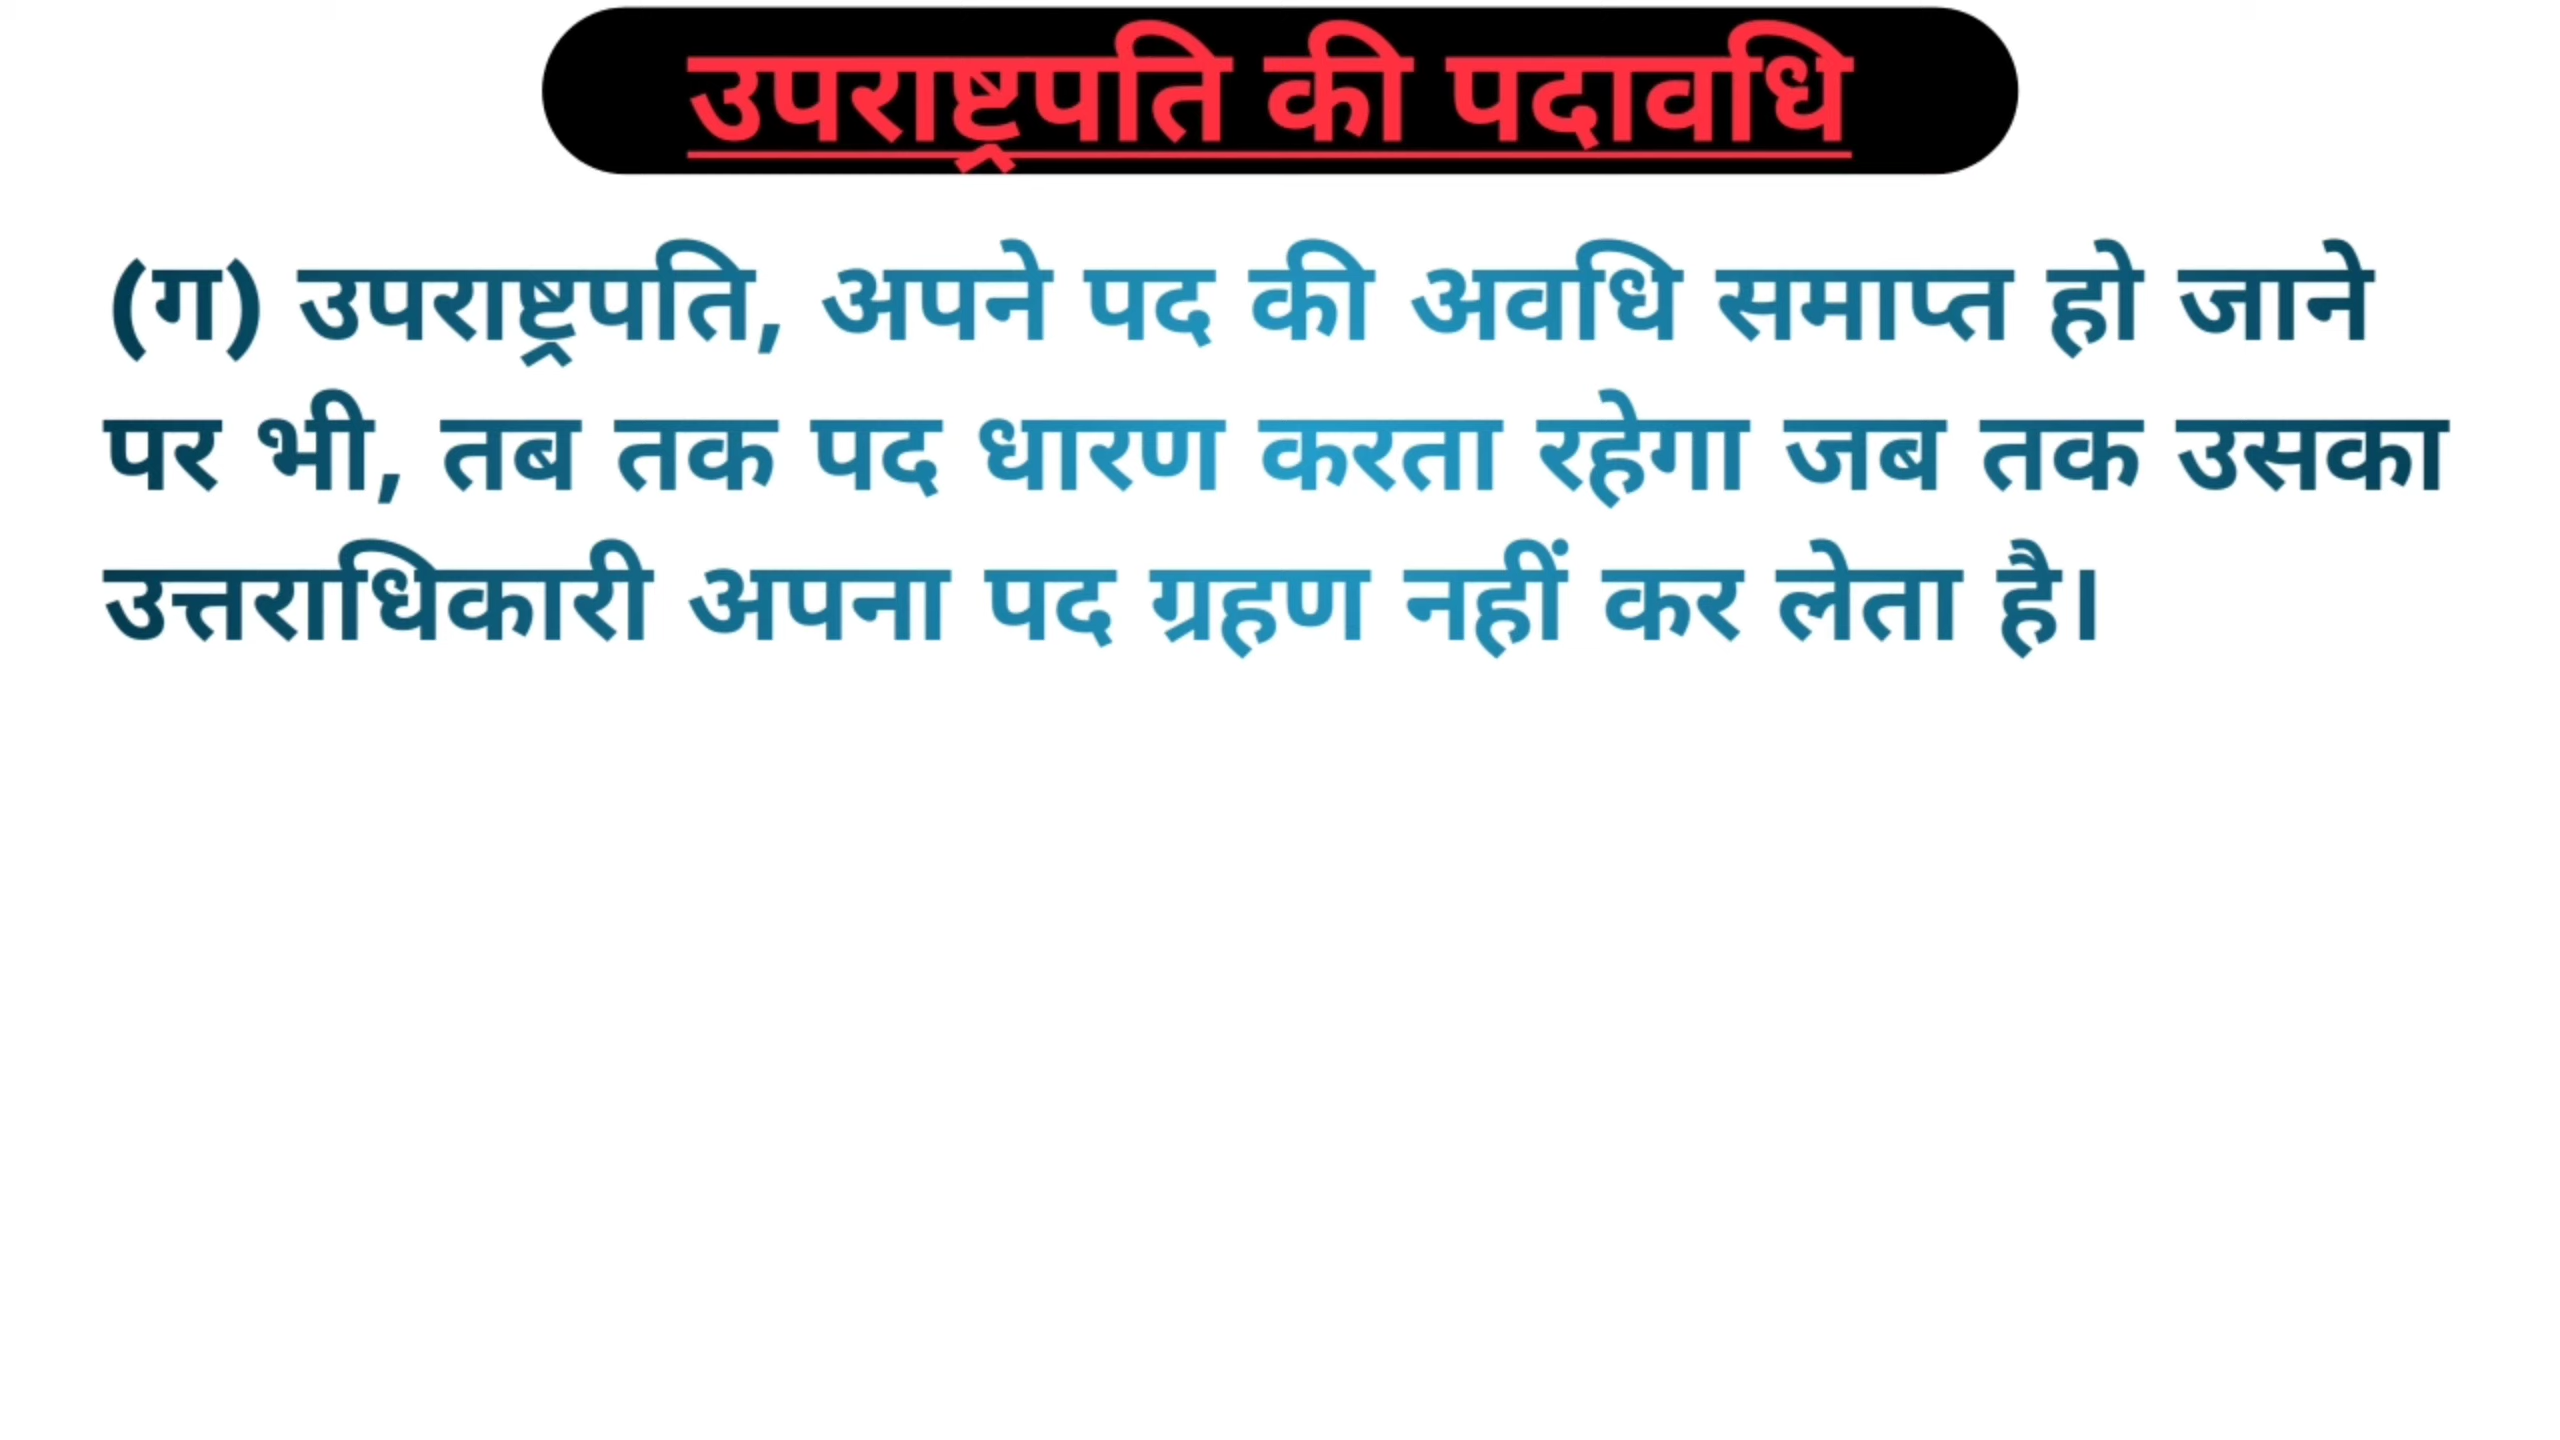 उपराष्ट्रपति की पदावधि
(ग) उपराष्ट्रपति, अपने पद की अवधि समाप्त हो जाने
पर भी, तब तक पद धारण करता रहेगा जब तक उसका
उत्तराधिकारी अपना पद ग्रहण नहीं कर लेता है।